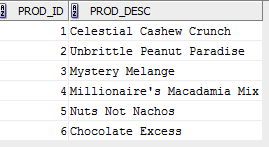 PROD_ID PROD_DESC
1 Celestial Cashew Crunch
2 Unbrittle Peanut Paradise
3 Mystery Melange
4 Millionaire's Macadamia Mix
5 Nuts Not Nachos
6 Chocolate Excess